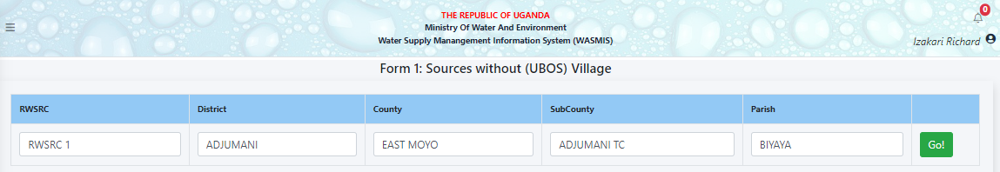 THE REPUBLIC OF UGANDA
0
Ministry Of Water And Environment
Water Supply Manangement Information System (WASMIS)
Izakari Richard
Form 1: Sources without (UBOS) Village
RWSRC District County SubCounty Parish
RWSRC 1 ADJUMANI EAST MOYO ADJUMANI TC BIYAYA Go!